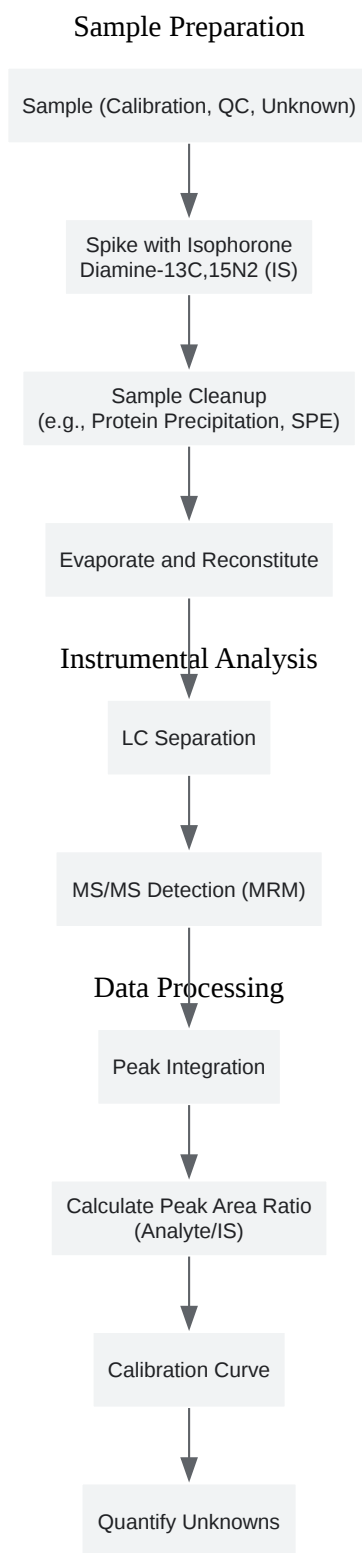 Sample Preparation
Sample (Calibration, QC, Unknown)
Spike with Isophorone
Diamine-13C,15N2 (IS)
Sample Cleanup
(e.g., Protein Precipitation, SPE)
Evaporate and Reconstitute
Instrumental Analysis
LC Separation
MS/MS Detection (MRM)
Data Processing
Peak Integration
Calculate Peak Area Ratio
(Analyte/IS)
Calibration Curve
Quantify Unknowns